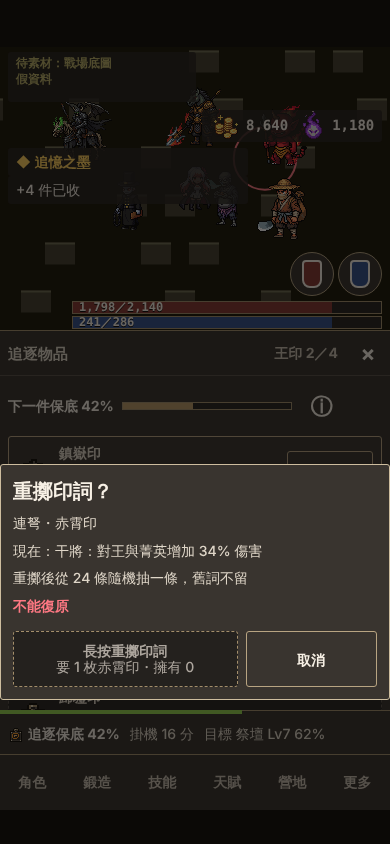 待素材：戰場底圖
假資料
8,640
1,180
◆ 追憶之墨
+4 件已收
1,798／2,140
241／286
追逐物品
王印 2／4
×
下一件保底 42%
鎮嶽印
重擲印詞？
連弩・赤霄印
現在：干將：對王與菁英增加 34% 傷害
重擲後從 24 條隨機抽一條，舊詞不留
不能復原
長按重擲印詞
要 1 枚赤霄印・擁有 0
取消
追逐保底 42%
掛機 16 分
目標 祭壇 Lv7 62%
角色
鍛造
技能
天賦
營地
更多